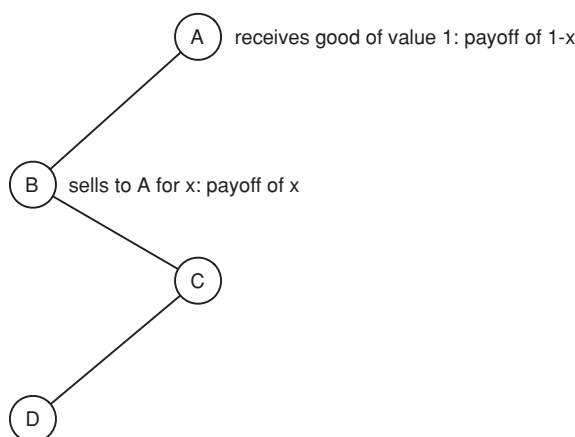 A receives good of value 1: payoff of 1-x
B sells to A for x: payoff of x
C
D